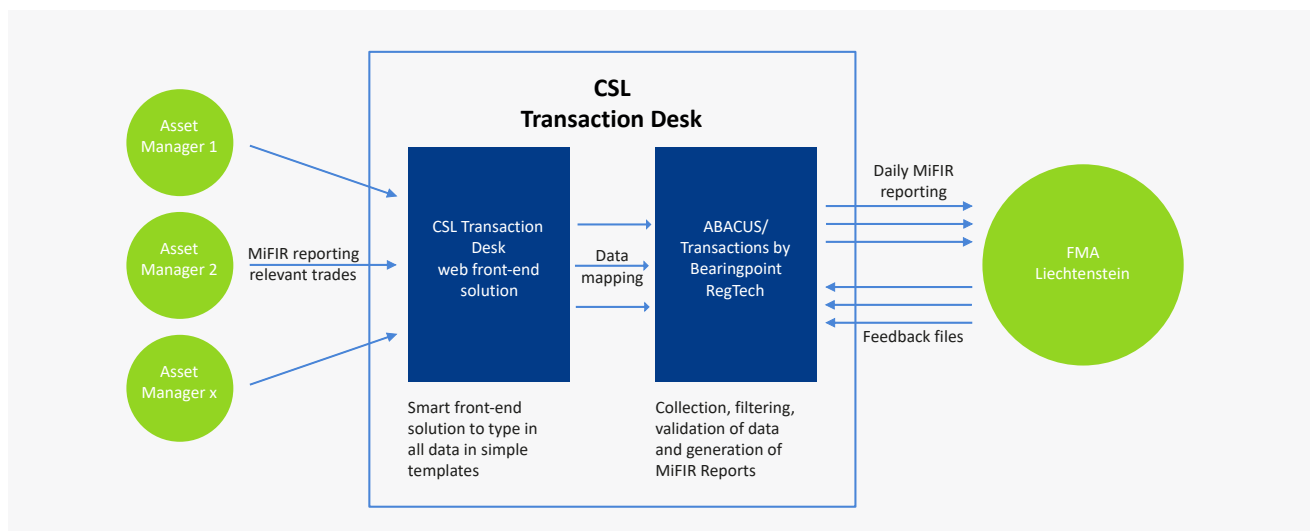 CSL
Transaction Desk
Asset
Manager 1
Asset
Manager 2
Asset
Manager x
MiFIR reporting
relevant trades
CSL Transaction
Desk
web front-end
solution
Data
mapping
ABACUS/
Transactions by
Bearingpoint
RegTech
Daily MiFIR
reporting
Feedback files
FMA
Liechtenstein
Smart front-end
solution to type in
all data in simple
templates
Collection, filtering,
validation of data
and generation of
MiFIR Reports